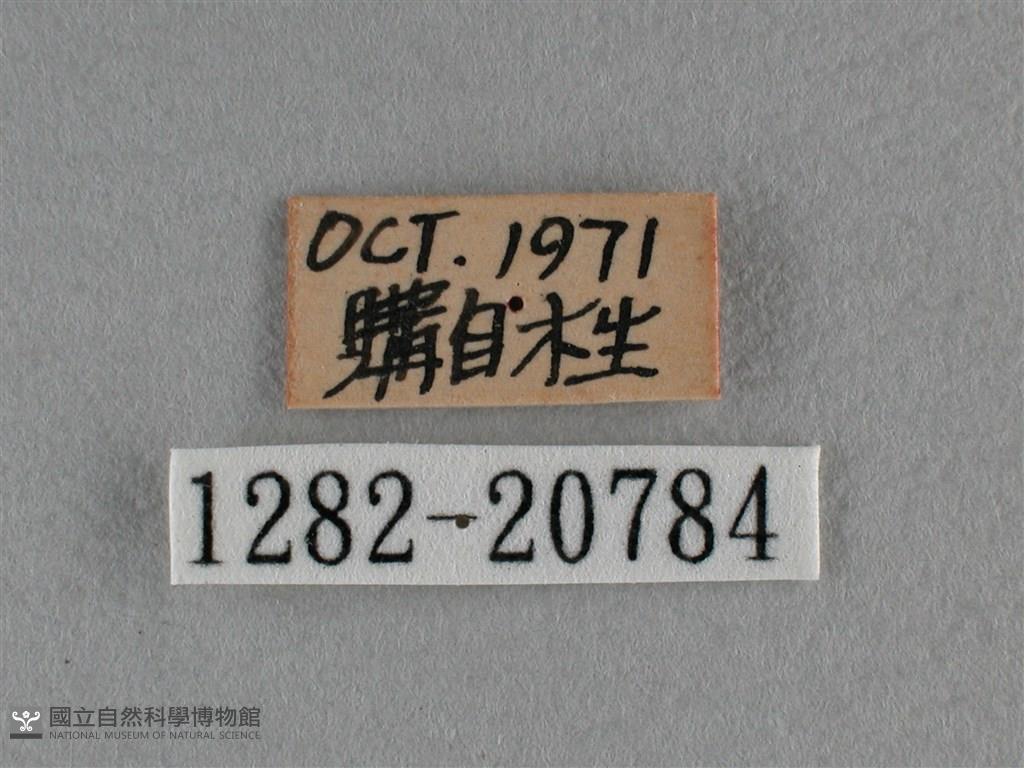 OCT. 1971
購自木生
1282-20784
國立自然科學博物館
NATIONAL MUSEUM OF NATURAL SCIENCE